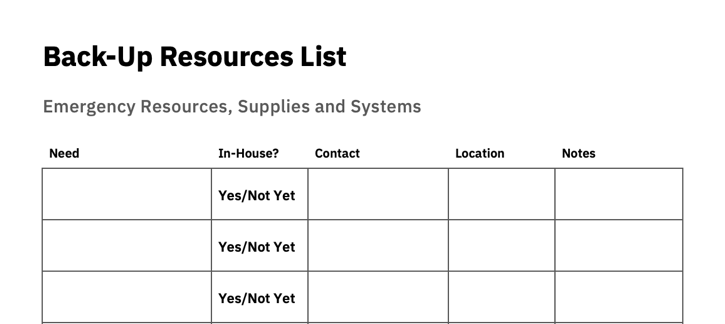 Back-Up Resources List
Emergency Resources, Supplies and Systems
Need In-House? Contact Location Notes
Yes/Not Yet
Yes/Not Yet
Yes/Not Yet